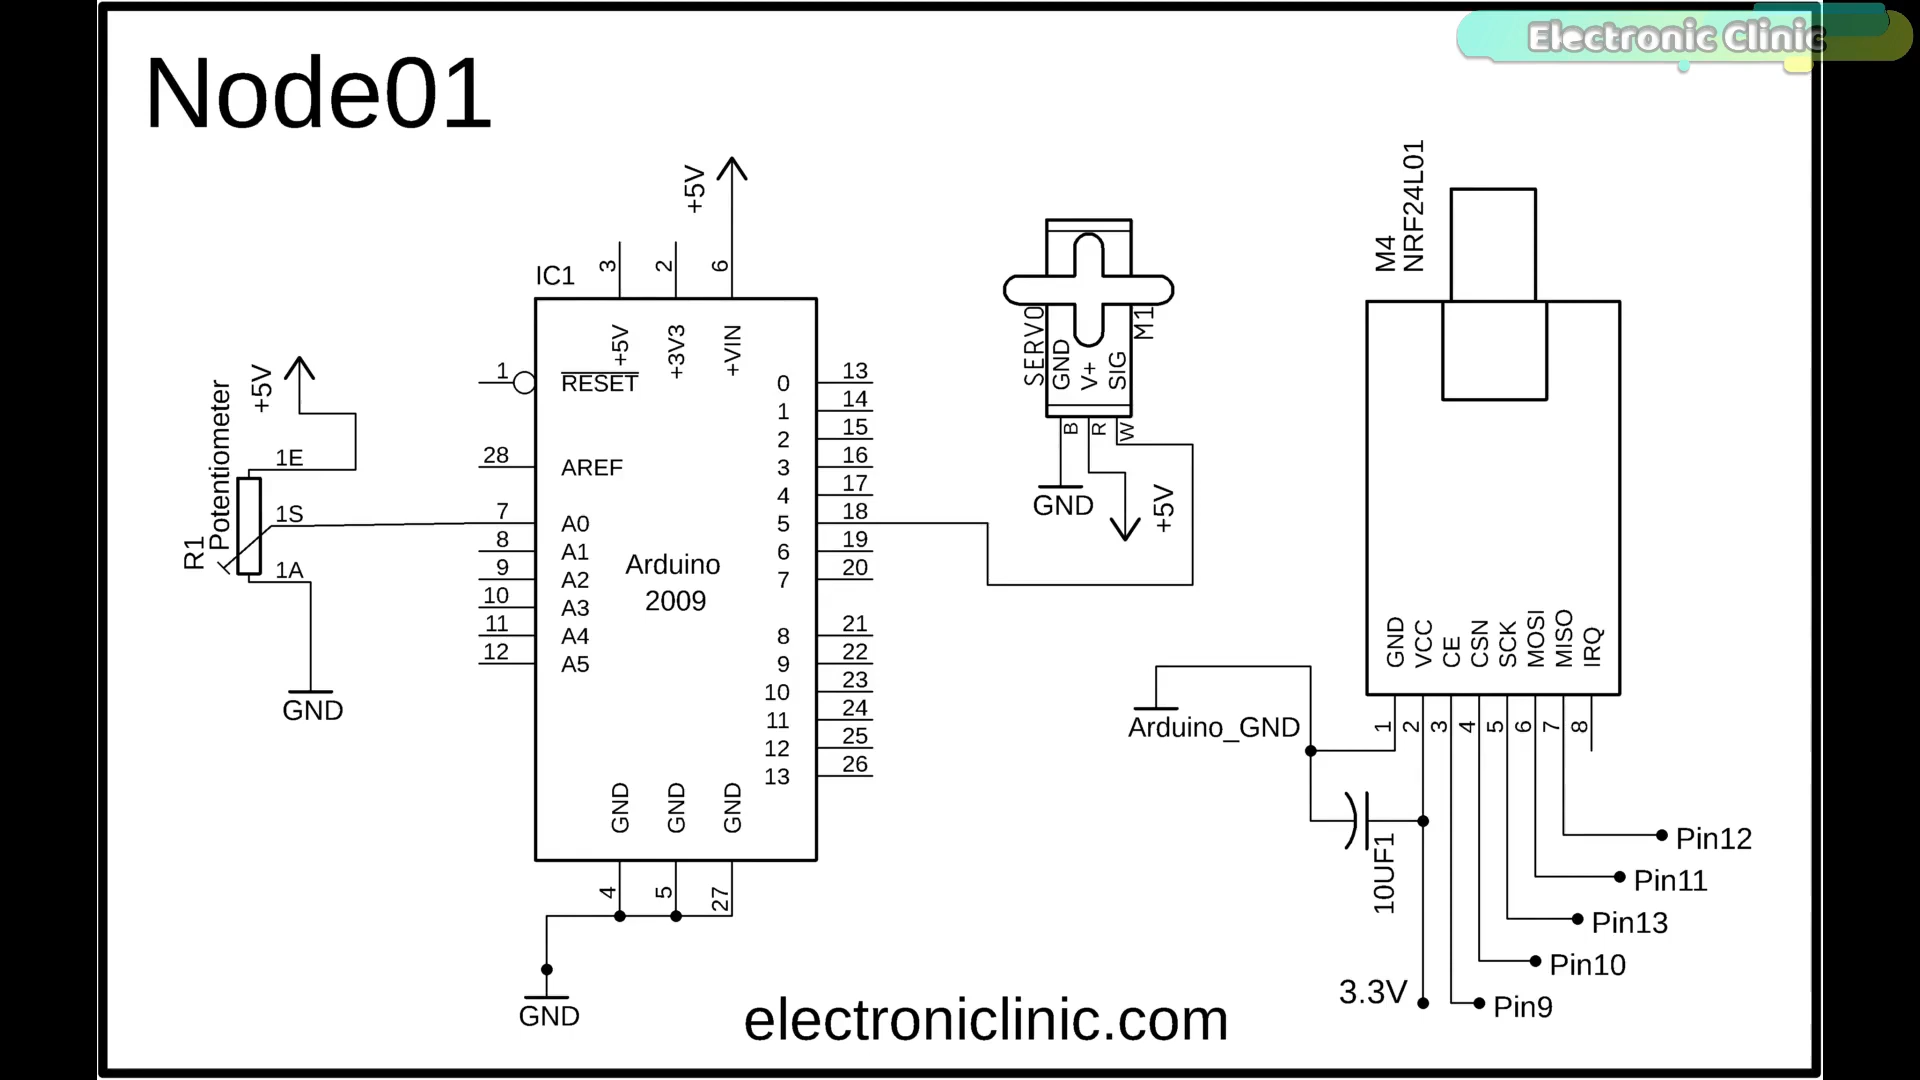 Electronic Clinic
Node01
+5V
3
2
6
IC1
+5V
+3V3
+VIN
1
RESET
28
AREF
7
A0
8
A1
9
A2
10
A3
11
A4
12
A5
Arduino
2009
0
13
1
14
2
15
3
16
4
17
5
18
6
19
7
20
8
21
9
22
10
23
11
24
12
25
13
26
GND
GND
GND
4
5
27
GND
+5V
R1
Potentiometer
1E
1S
1A
GND
SERVO
M1
GND
V+
SIG
B
R
W
GND
+5V
M4
NRF24L01
GND
VCC
CE
CSN
SCK
MOSI
MISO
IRQ
1
2
3
4
5
6
7
8
Arduino_GND
10UF1
Pin12
Pin11
Pin13
Pin10
3.3V
Pin9
electroniclinic.com